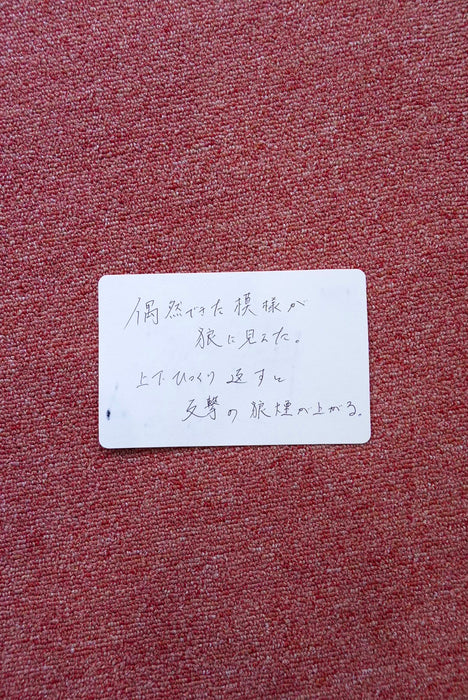 偶然できた模様が
狼に見えた。
上下ひっくり返すと
反撃の狼煙が上がる。